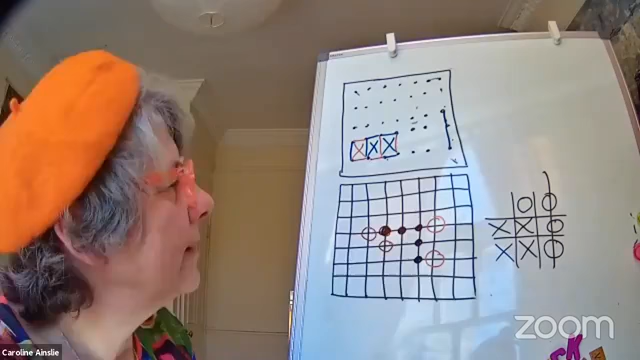 X X X
O O
X X O
X X O
zoom
Caroline Ainslie